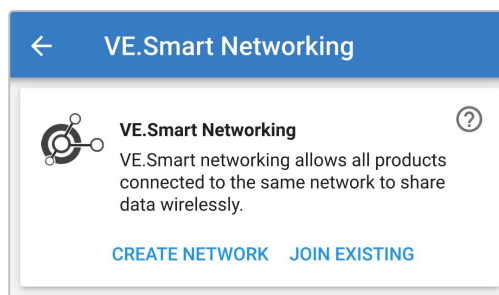 VE.Smart Networking
VE.Smart Networking
VE.Smart networking allows all products
connected to the same network to share
data wirelessly.
CREATE NETWORK JOIN EXISTING